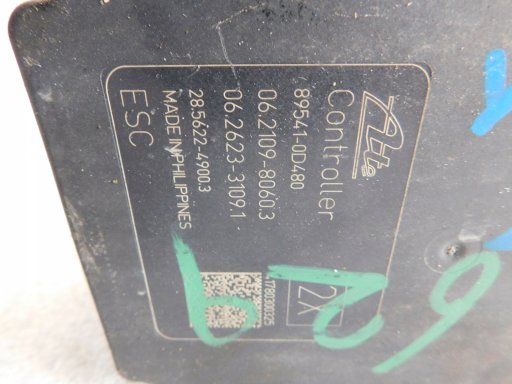 Ate
Controller
89541-0D480
06.2109-8060.3
06.2623-3109.1
28.5622-4900.3
MADE IN PHILIPPINES
ESC
2X